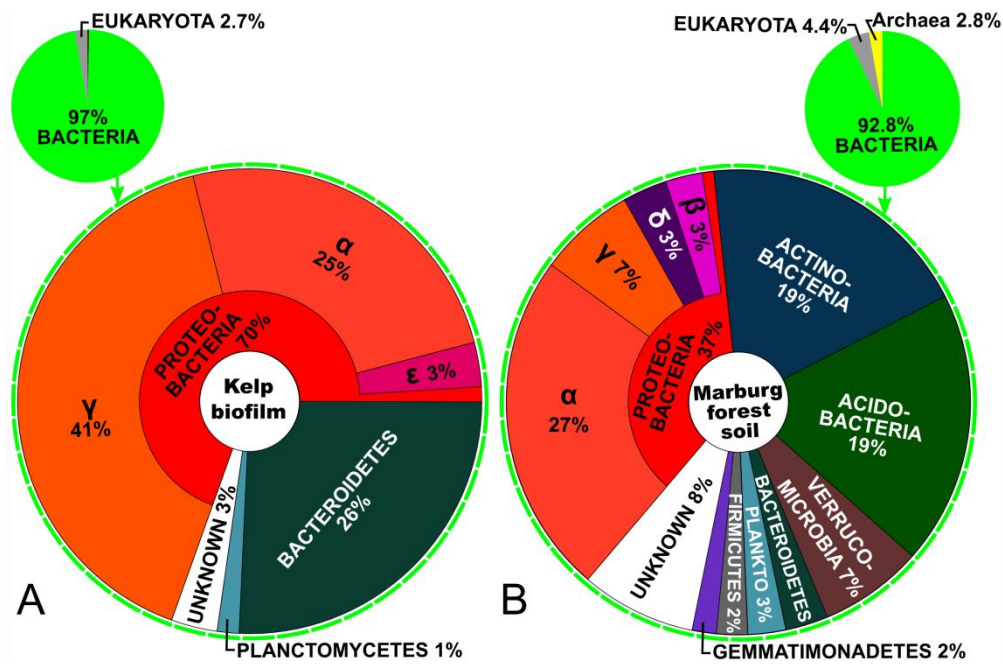 EUKARYOTA 2.7%
97%
BACTERIA
α
25%
PROTEO-
BACTERIA
70%
ε 3%
γ
41%
Kelp
biofilm
BACTEROIDETES
26%
UNKNOWN 3%
PLANCTOMYCETES 1%
A
EUKARYOTA 4.4%
Archaea 2.8%
92.8%
BACTERIA
β 3%
δ 3%
γ 7%
α
27%
PROTEO-
BACTERIA
37%
ACTINO-
BACTERIA
19%
Marburg
forest
soil
ACIDO-
BACTERIA
19%
VERRUCO-
MICROBIA 7%
BACTEROIDETES
PLANKTO 3%
FIRMICUTES 2%
UNKNOWN 8%
GEMMATIMONADETES 2%
B